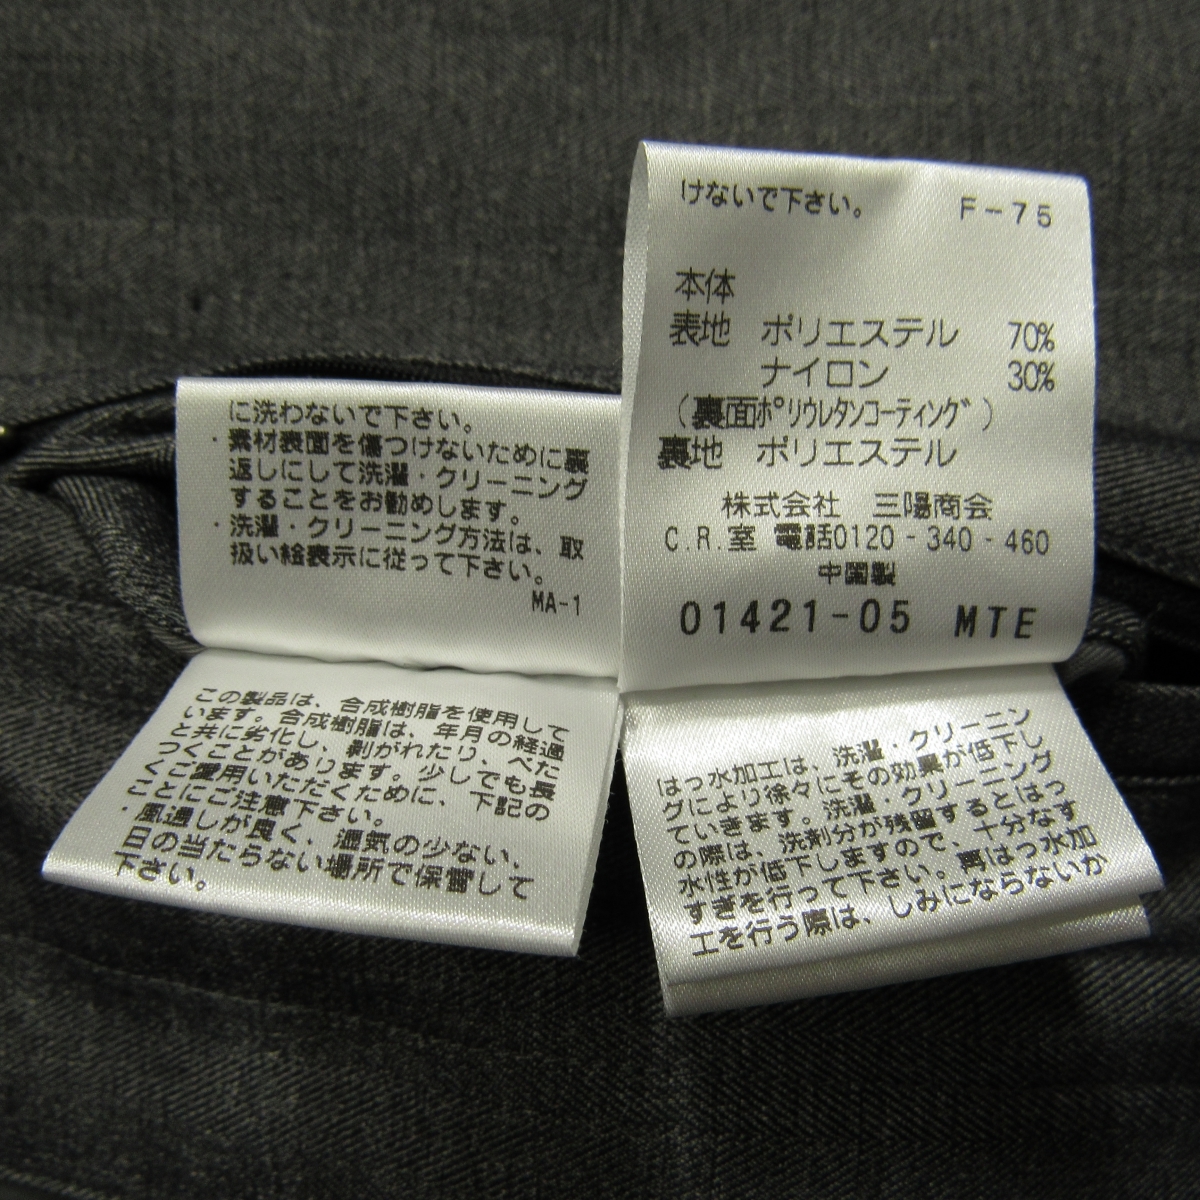 に洗わないで下さい。
・素材表面を傷つけないために裏
返しにして洗濯・クリーニング
することをお勧めします。
・洗濯・クリーニング方法は、取
扱い絵表示に従って下さい。
MA-1
この製品は、合成樹脂を使用して
います。合成樹脂は、年月の経過
と共に劣化し、剥がれたり、べた
つくことがあります。少しでも長
くご愛用いただくために、下記の
ことにご注意下さい。
・風通しが良く、湿気の少ない、
日の当たらない場所で保管して
下さい。
けないで下さい。 F-75
本体
表地 ポリエステル 70%
ナイロン 30%
(裏面ポリウレタンコーティング)
裏地 ポリエステル
株式会社 三陽商会
C.R.室 電話0120-340-460
中国製
01421-05 MTE
はっ水加工は、洗濯・クリーニン
グにより徐々にその効果が低下し
ていきます。洗濯・クリーニング
の際は、洗剤分が残留するとはっ
水性が低下しますので、十分なす
すぎを行って下さい。再はっ水加
工を行う際は、しみにならないか